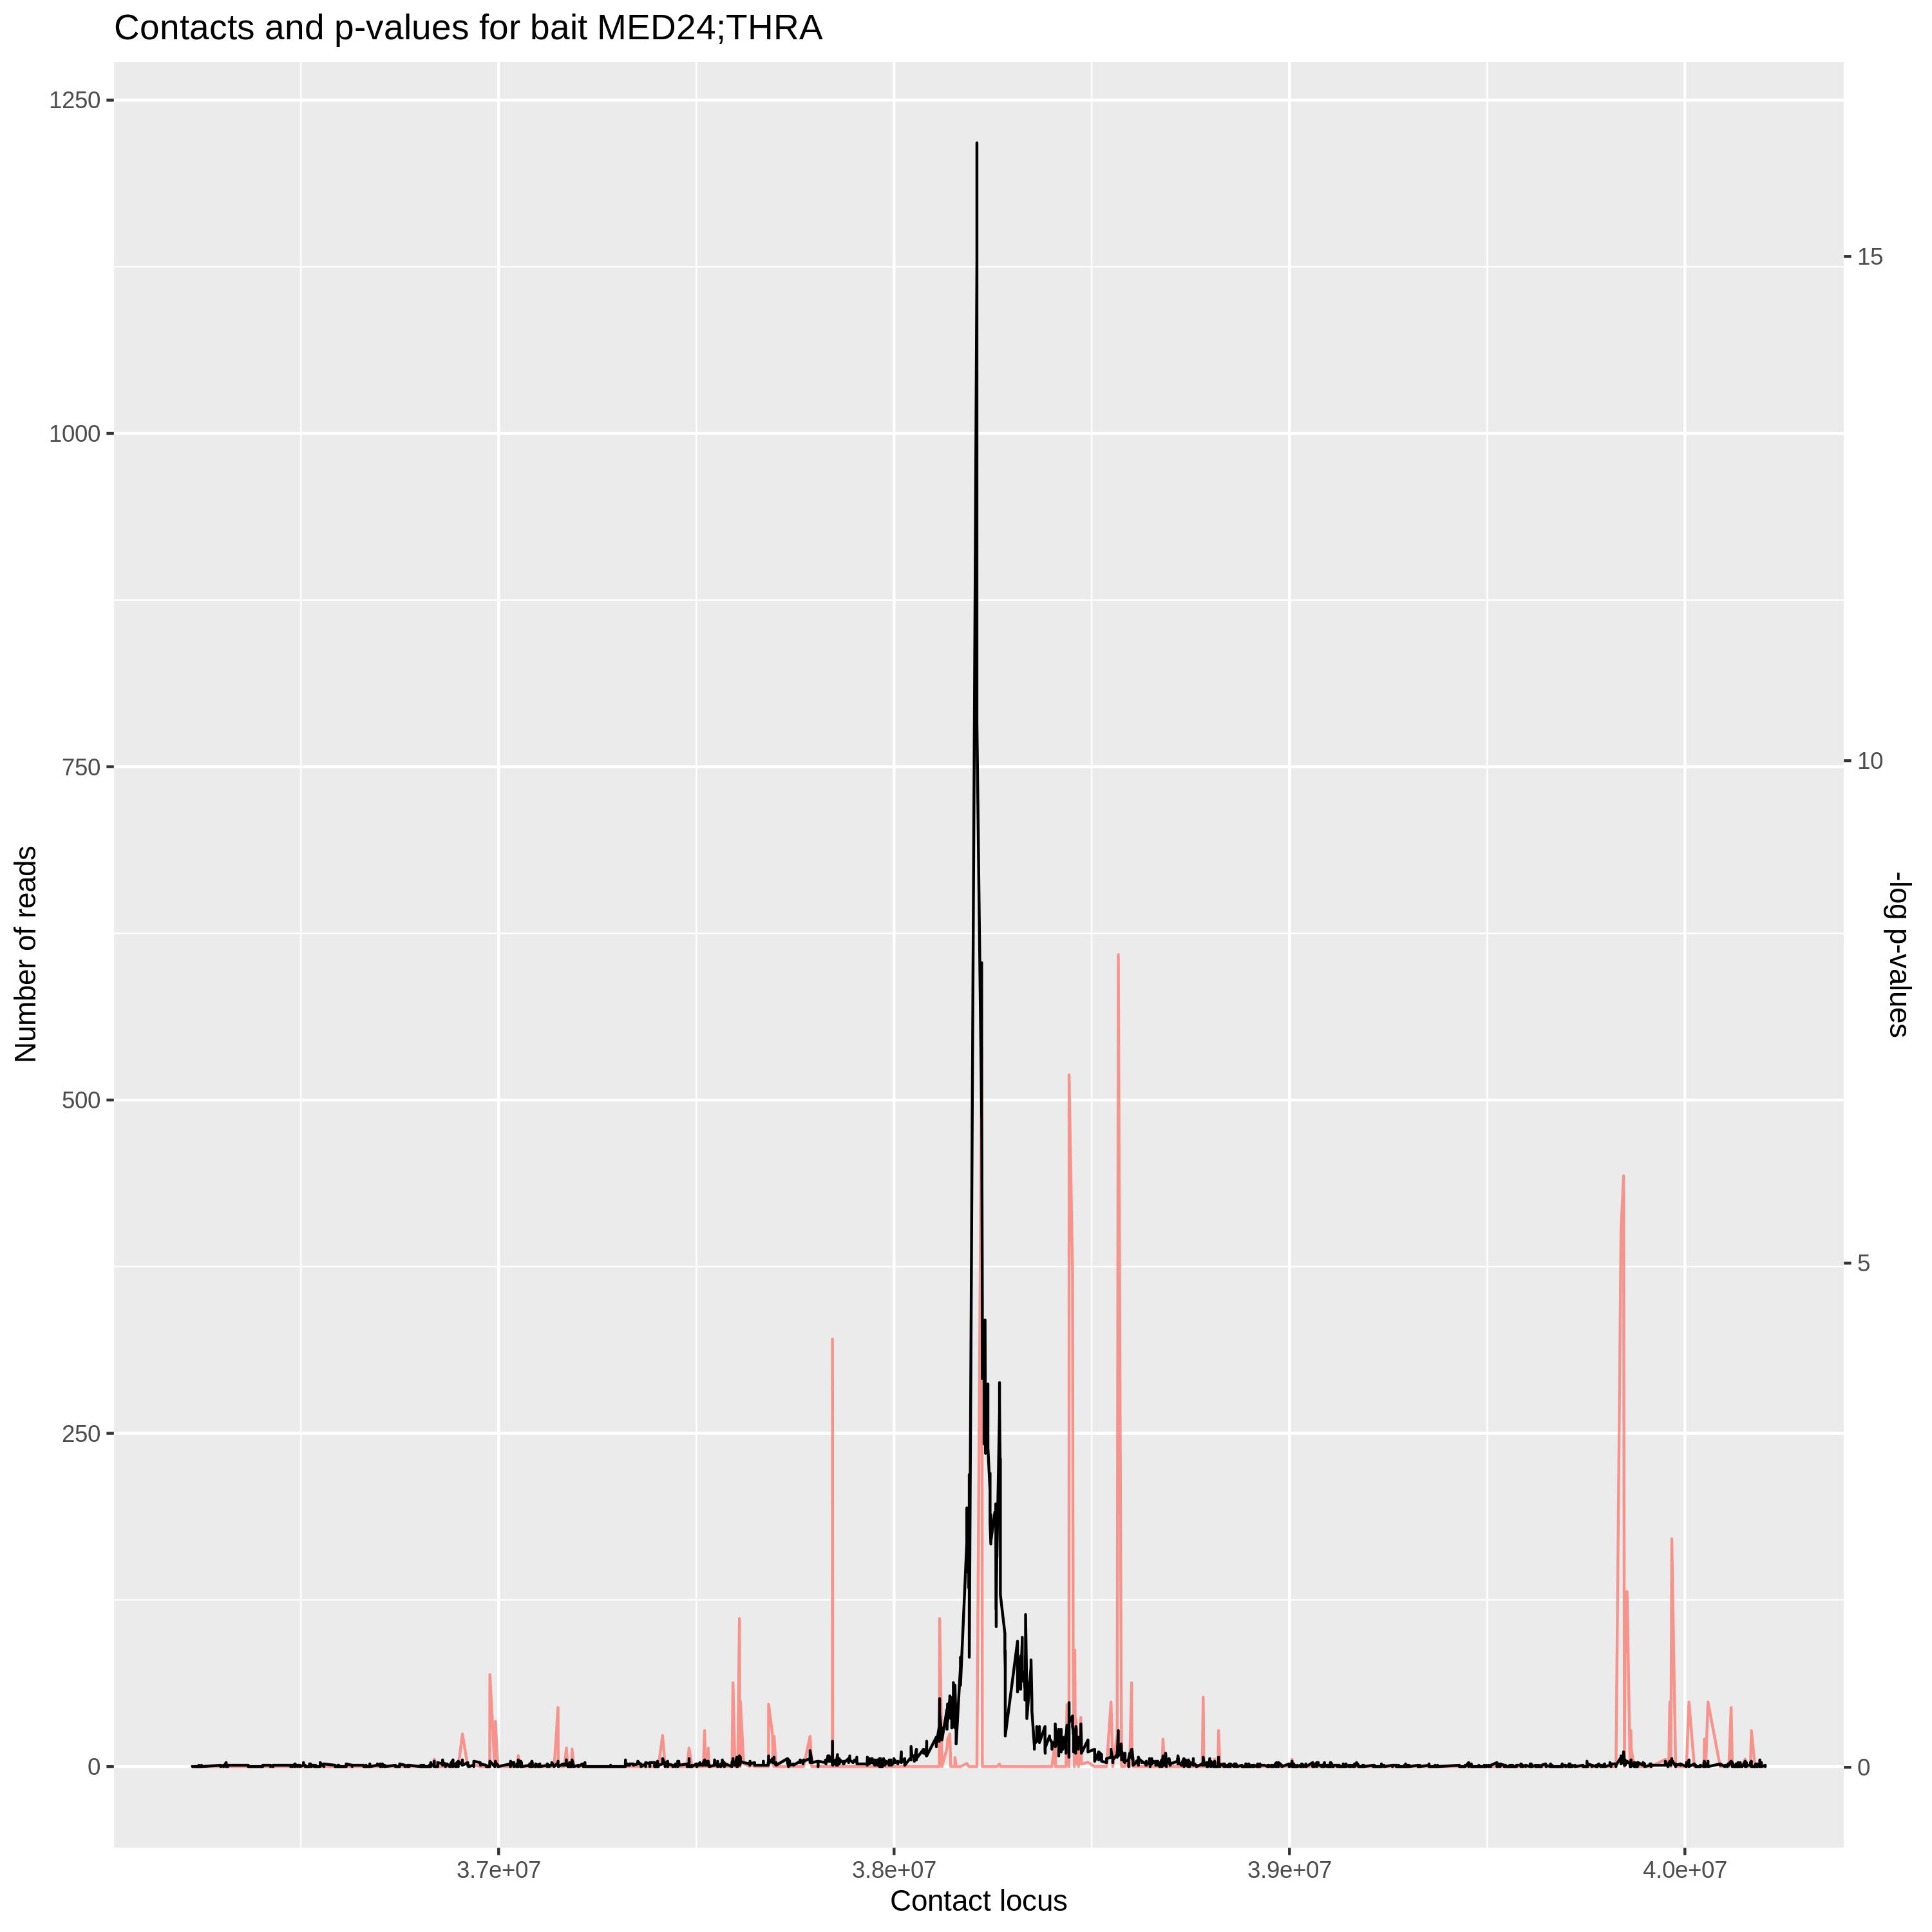 Contacts and p-values for bait MED24;THRA
1250
1000
750
500
250
0
Number of reads
15
10
5
0
-log p-values
3.7e+07
3.8e+07
3.9e+07
4.0e+07
Contact locus